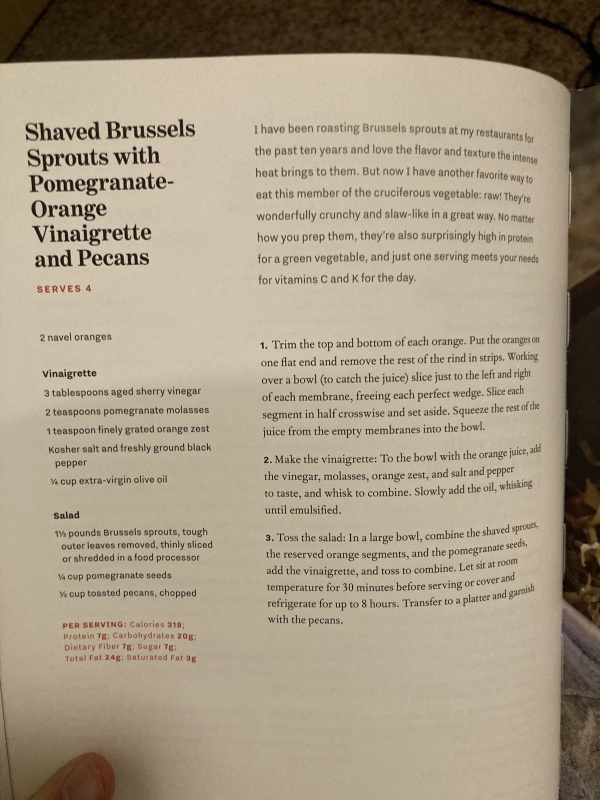 Shaved Brussels
Sprouts with
Pomegranate-
Orange
Vinaigrette
and Pecans
SERVES 4
I have been roasting Brussels sprouts at my restaurants for
the past ten years and love the flavor and texture the intense
heat brings to them. But now I have another favorite way to
eat this member of the cruciferous vegetable: raw! They're
wonderfully crunchy and slaw-like in a great way. No matter
how you prep them, they're also surprisingly high in protein
for a green vegetable, and just one serving meets your needs
for vitamins C and K for the day.
2 navel oranges
Vinaigrette
3 tablespoons aged sherry vinegar
2 teaspoons pomegranate molasses
1 teaspoon finely grated orange zest
Kosher salt and freshly ground black
pepper
¼ cup extra-virgin olive oil
Salad
1½ pounds Brussels sprouts, tough
outer leaves removed, thinly sliced
or shredded in a food processor
¼ cup pomegranate seeds
½ cup toasted pecans, chopped
PER SERVING: Calories 318;
Protein 7g; Carbohydrates 20g;
Dietary Fiber 7g; Sugar 7g;
Total Fat 24g; Saturated Fat 3g
1. Trim the top and bottom of each orange. Put the oranges on
one flat end and remove the rest of the rind in strips. Working
over a bowl (to catch the juice) slice just to the left and right
of each membrane, freeing each perfect wedge. Slice each
segment in half crosswise and set aside. Squeeze the rest of the
juice from the empty membranes into the bowl.
2. Make the vinaigrette: To the bowl with the orange juice, add
the vinegar, molasses, orange zest, and salt and pepper
to taste, and whisk to combine. Slowly add the oil, whisking
until emulsified.
3. Toss the salad: In a large bowl, combine the shaved sprouts,
the reserved orange segments, and the pomegranate seeds,
add the vinaigrette, and toss to combine. Let sit at room
temperature for 30 minutes before serving or cover and
refrigerate for up to 8 hours. Transfer to a platter and garnish
with the pecans.